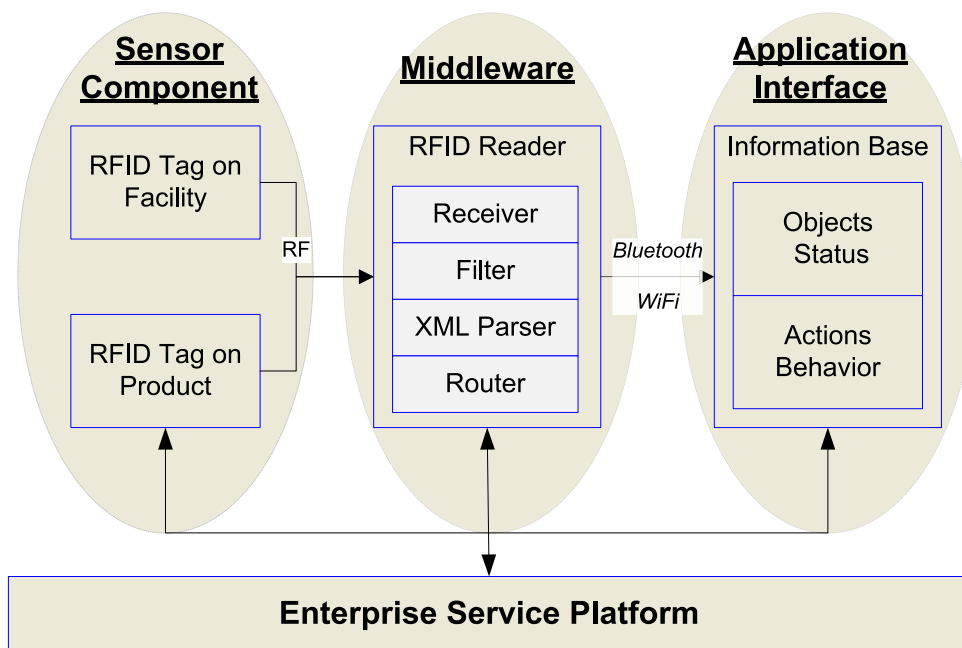 Sensor
Component
RFID Tag on
Facility
RFID Tag on
Product
RF
Middleware
RFID Reader
Receiver
Filter
XML Parser
Router
Bluetooth
WiFi
Application
Interface
Information Base
Objects
Status
Actions
Behavior
Enterprise Service Platform